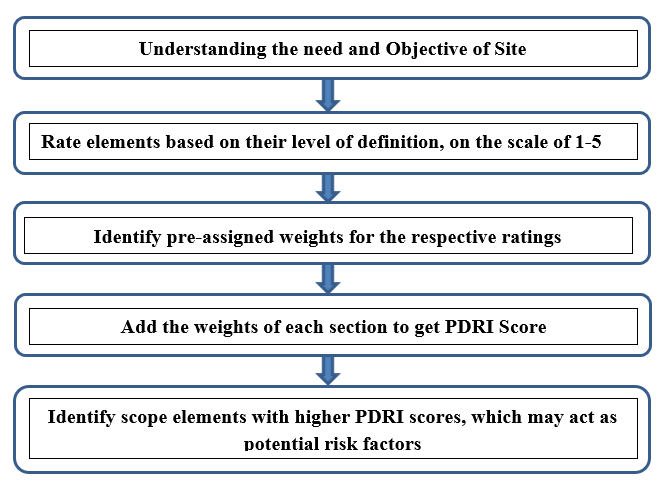 Understanding the need and Objective of Site
Rate elements based on their level of definition, on the scale of 1-5
Identify pre-assigned weights for the respective ratings
Add the weights of each section to get PDRI Score
Identify scope elements with higher PDRI scores, which may act as
potential risk factors